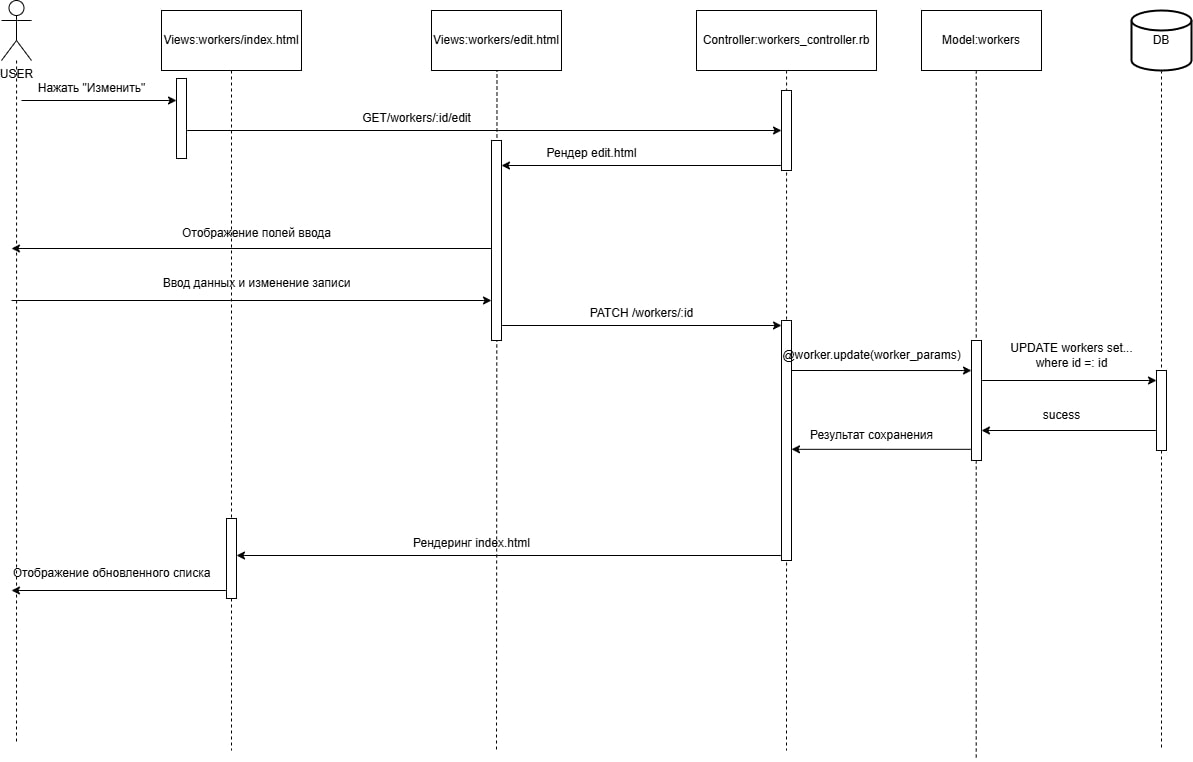 USER
Views:workers/index.html
Views:workers/edit.html
Controller:workers_controller.rb
Model:workers
DB
Нажать "Изменить"
GET/workers/:id/edit
Рендер edit.html
Отображение полей ввода
Ввод данных и изменение записи
PATCH /workers/:id
@worker.update(worker_params)
UPDATE workers set...
where id =: id
sucess
Результат сохранения
Рендеринг index.html
Отображение обновленного списка